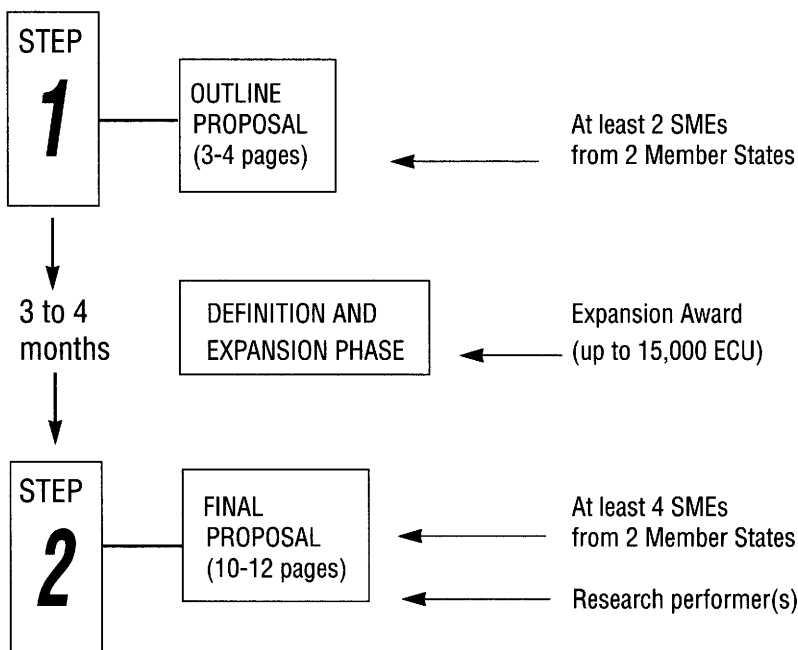 STEP
1
OUTLINE
PROPOSAL
(3-4 pages)
At least 2 SMEs
from 2 Member States
3 to 4
months
DEFINITION AND
EXPANSION PHASE
Expansion Award
(up to 15,000 ECU)
STEP
2
FINAL
PROPOSAL
(10-12 pages)
At least 4 SMEs
from 2 Member States
Research performer(s)